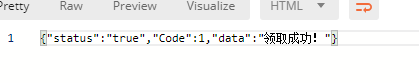 Pretty
Raw
Preview
Visualize
HTML
1
{"status":"true","Code":1,"data":"领取成功! "}